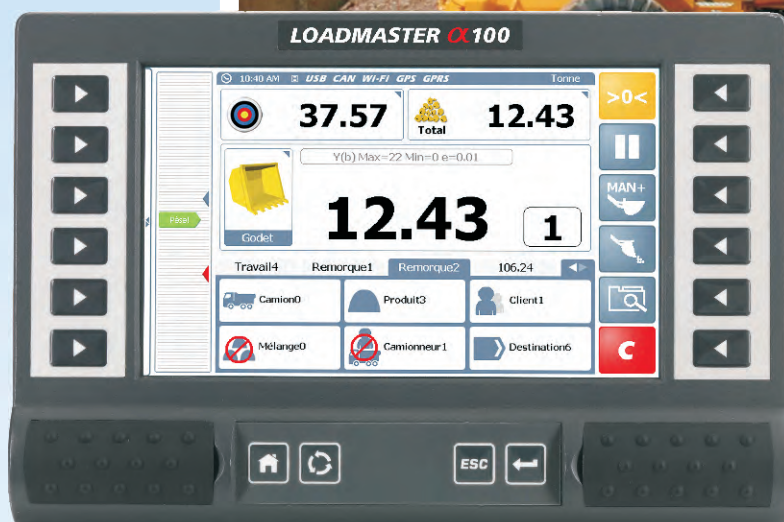 LOADMASTER α100
10:40 AM USB CAN WI-FI GPS GPRS Tonne
37.57
Total 12.43
>0<
Y(b) Max=22 Min=0 e=0.01
MAN+
Pesé!
Godet
12.43
1
Travail4 Remorque1 Remorque2 106.24
Camion0 Produit3 Client1
Mélange0 Camionneur1 Destination6
C
ESC